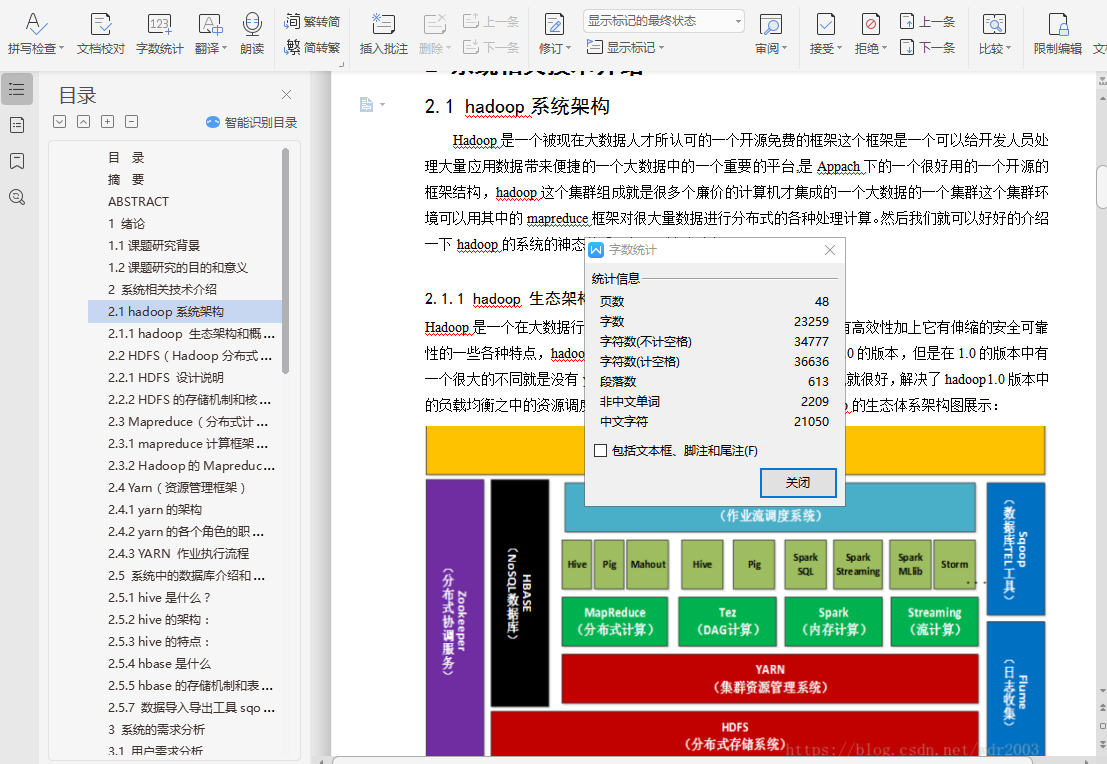 拼写检查 文档校对 字数统计 翻译 朗读 繁转简 简转繁 插入批注 删除 上一条 下一条 修订 显示标记的最终状态 显示标记 审阅 接受 拒绝 上一条 下一条 比较 限制编辑
目录
智能识别目录
目 录
摘 要
ABSTRACT
1 绪论
1.1 课题研究背景
1.2 课题研究的目的和意义
2 系统相关技术介绍
2.1 hadoop 系统架构
2.1.1 hadoop 生态架构和概 ...
2.2 HDFS（Hadoop 分布式 ...
2.2.1 HDFS 设计说明
2.2.2 HDFS 的存储机制和核 ...
2.3 Mapreduce（分布式计 ...
2.3.1 mapreduce 计算框架 ...
2.3.2 Hadoop 的 Mapreduc...
2.4 Yarn（资源管理框架）
2.4.1 yarn 的架构
2.4.2 yarn 的各个角色的职 ...
2.4.3 YARN 作业执行流程
2.5 系统中的数据库介绍和 ...
2.5.1 hive 是什么？
2.5.2 hive 的架构：
2.5.3 hive 的特点：
2.5.4 hbase 是什么
2.5.5 hbase 的存储机制和表 ...
2.5.7 数据导入导出工具 sqo ...
3 系统的需求分析
3.1 用户需求分析
2 系统相关技术介绍
2.1 hadoop 系统架构
Hadoop 是一个被现在大数据人才所认可的一个开源免费的框架这个框架是一个可以给开发人员处
理大量应用数据带来便捷的一个大数据中的一个重要的平台,是 Appach 下的一个很好用的一个开源的
框架结构，hadoop 这个集群组成就是很多个廉价的计算机才集成的一个大数据的一个集群这个集群环
境可以用其中的 mapreduce 框架对很大量数据进行分布式的各种处理计算。然后我们就可以好好的介绍
一下 hadoop 的系统的神态
2.1.1 hadoop 生态架构
Hadoop 是一个在大数据行 有高效性加上它有伸缩的安全可靠
性的一些各种特点，hadoo .0 的版本，但是在 1.0 的版本中有
一个很大的不同就是没有 就很好，解决了 hadoop1.0 版本中
的负载均衡之中的资源调度 的生态体系架构图展示：
字数统计
统计信息
页数 48
字数 23259
字符数(不计空格) 34777
字符数(计空格) 36636
段落数 613
非中文单词 2209
中文字符 21050
包括文本框、脚注和尾注(F)
关闭
（作业流调度系统）
Zookeeper
（分布式协调服务）
HBASE
（NoSQL数据库）
Hive Pig Mahout Hive Pig Spark SQL Spark Streaming Spark MLlib Storm ...
MapReduce
（分布式计算）
Tez
（DAG计算）
Spark
（内存计算）
Streaming
（流计算）
YARN
（集群资源管理系统）
HDFS
（分布式存储系统）
Sqoop
（数据库TEL工具）
Flume
（日志收集）
https://blog.csdn.net/wdr2003